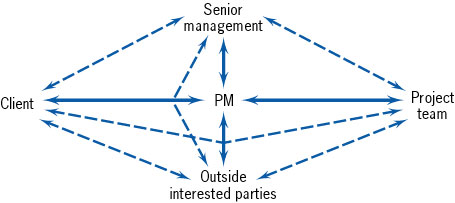 Senior
management
Client
PM
Project
team
Outside
interested parties